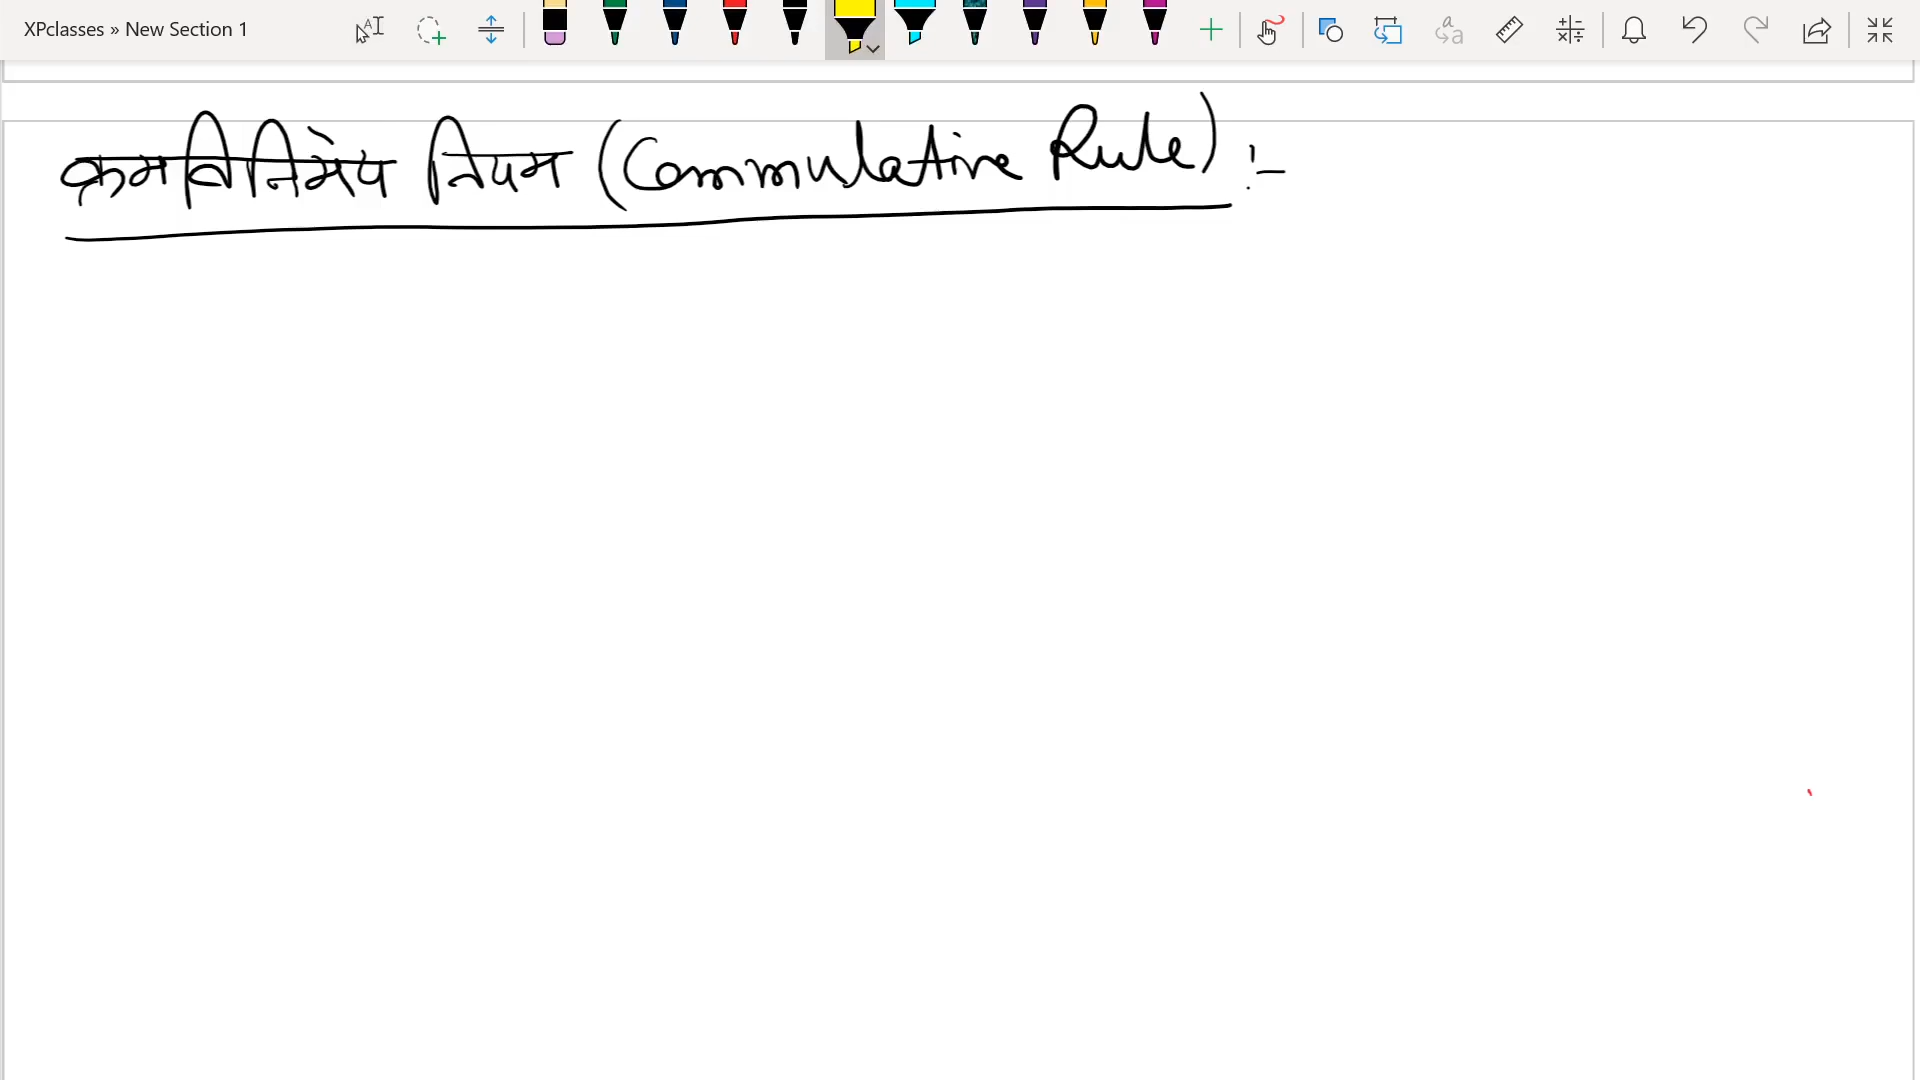 XPclasses » New Section 1
क्रमविनिमेय नियम (Commulative Rule) :-